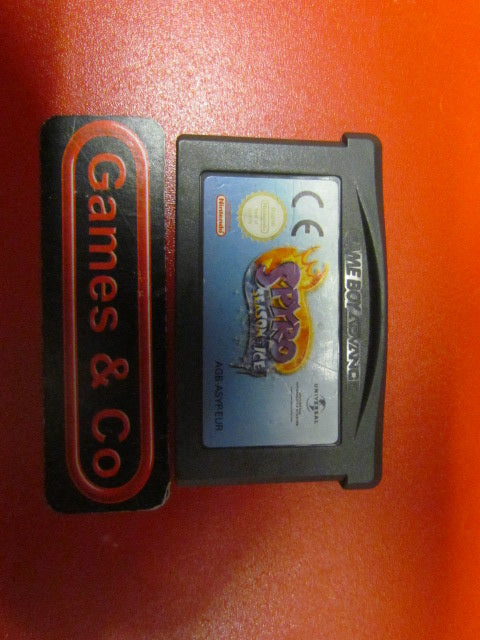 Games & Co
GAME BOY ADVANCE
Nintendo
CE
SPYRO
SEASON OF ICE
UNIVERSAL
AGB-ASYP-EUR